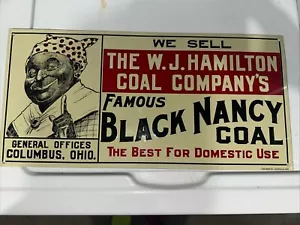 WE SELL
THE W. J. HAMILTON
COAL COMPANY'S
FAMOUS
BLACK NANCY
COAL
THE BEST FOR DOMESTIC USE
GENERAL OFFICES
COLUMBUS, OHIO.